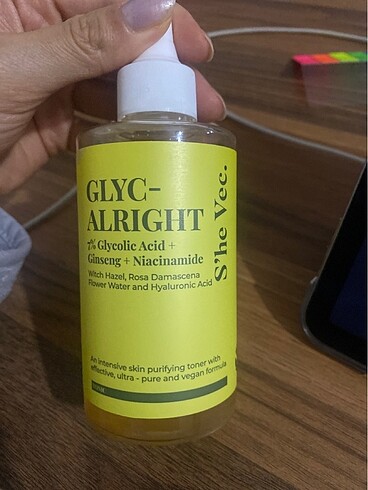 GLYC-
ALRIGHT
7% Glycolic Acid +
Ginseng + Niacinamide
Witch Hazel, Rosa Damascena
Flower Water and Hyaluronic Acid
S'he Vec.
An intensive skin purifying toner with
effective, ultra - pure and vegan formula